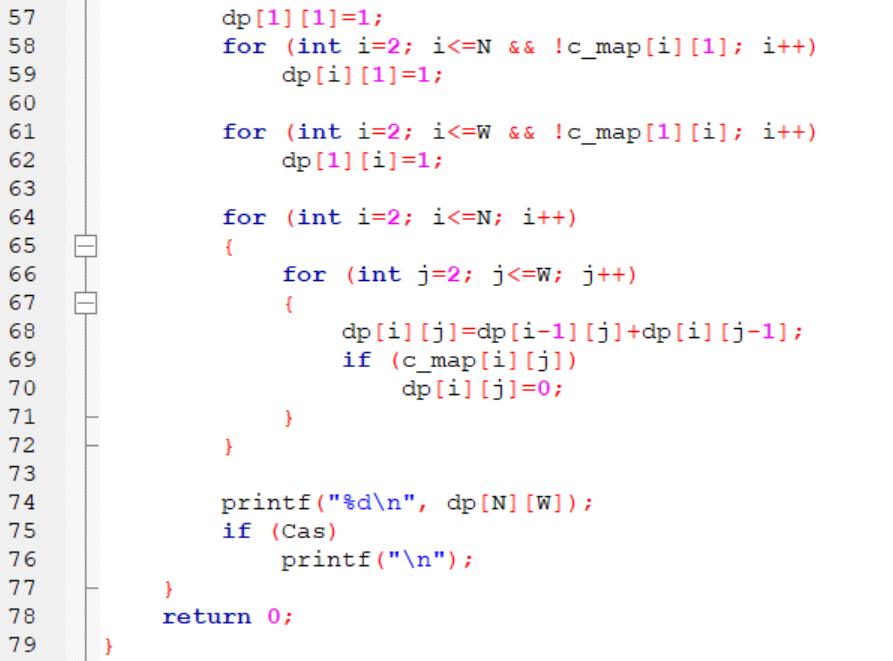 57 dp[1][1]=1;
58 for (int i=2; i<=N && !c_map[i][1]; i++)
59 dp[i][1]=1;
60
61 for (int i=2; i<=W && !c_map[1][i]; i++)
62 dp[1][i]=1;
63
64 for (int i=2; i<=N; i++)
65 {
66 for (int j=2; j<=W; j++)
67 {
68 dp[i][j]=dp[i-1][j]+dp[i][j-1];
69 if (c_map[i][j])
70 dp[i][j]=0;
71 }
72 }
73
74 printf("%d\n", dp[N][W]);
75 if (Cas)
76 printf("\n");
77 }
78 return 0;
79 }